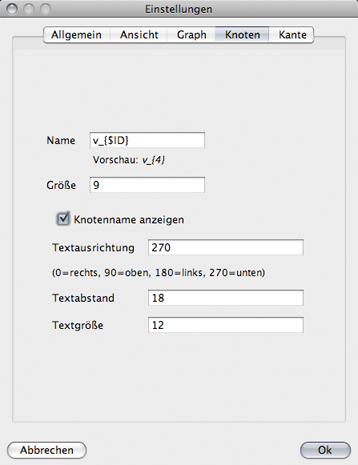 Einstellungen
Allgemein Ansicht Graph Knoten Kante
Name v_{$ID}
Vorschau: v_{4}
Größe 9
Knotenname anzeigen
Textausrichtung 270
(0=rechts, 90=oben, 180=links, 270=unten)
Textabstand 18
Textgröße 12
Abbrechen Ok